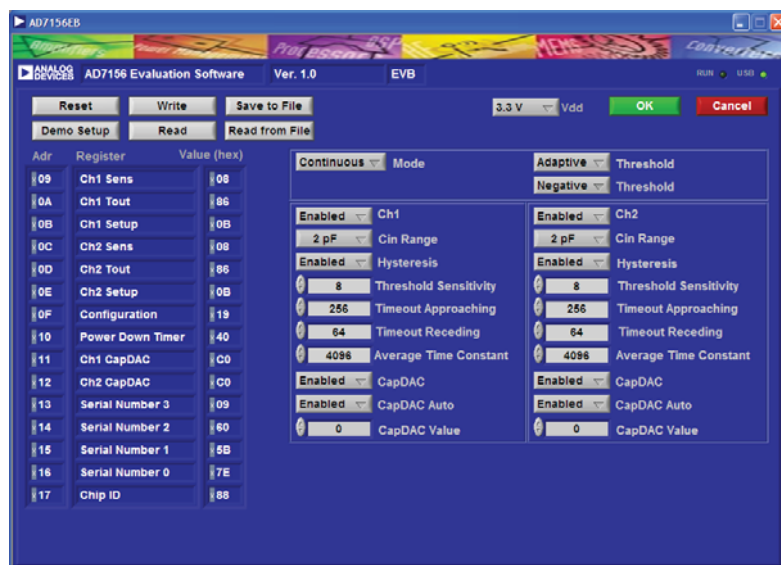 AD7156EB
Amplifiers Power Management Processors DSP MEMS Converters
ANALOG DEVICES AD7156 Evaluation Software Ver. 1.0 EVB RUN USB
Reset Write Save to File 3.3 V Vdd OK Cancel
Demo Setup Read Read from File
Adr Register Value (hex)
09 Ch1 Sens 08
0A Ch1 Tout 86
0B Ch1 Setup 0B
0C Ch2 Sens 08
0D Ch2 Tout 86
0E Ch2 Setup 0B
0F Configuration 19
10 Power Down Timer 40
11 Ch1 CapDAC C0
12 Ch2 CapDAC C0
13 Serial Number 3 09
14 Serial Number 2 60
15 Serial Number 1 5B
16 Serial Number 0 7E
17 Chip ID 88
Continuous Mode Adaptive Threshold
Negative Threshold
Enabled Ch1
2 pF Cin Range
Enabled Hysteresis
8 Threshold Sensitivity
256 Timeout Approaching
64 Timeout Receding
4096 Average Time Constant
Enabled CapDAC
Enabled CapDAC Auto
0 CapDAC Value
Enabled Ch2
2 pF Cin Range
Enabled Hysteresis
8 Threshold Sensitivity
256 Timeout Approaching
64 Timeout Receding
4096 Average Time Constant
Enabled CapDAC
Enabled CapDAC Auto
0 CapDAC Value